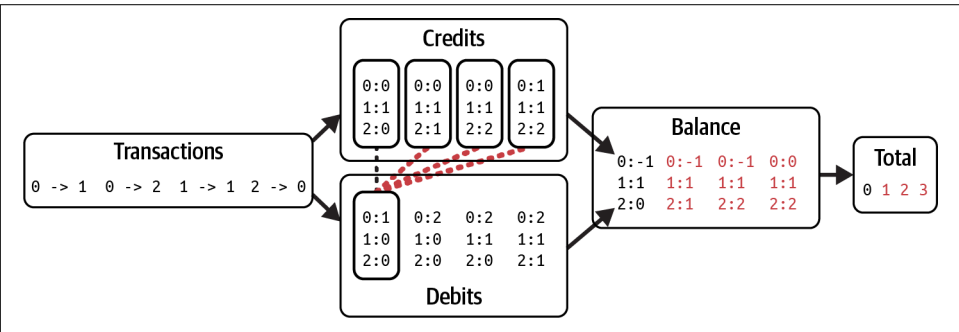 Transactions
0 -> 1 0 -> 2 1 -> 1 2 -> 0
Credits
0:0 0:0 0:0 0:1
1:1 1:1 1:1 1:1
2:0 2:1 2:2 2:2
0:1 0:2 0:2 0:2
1:0 1:0 1:1 1:1
2:0 2:0 2:0 2:1
Debits
Balance
0:-1 0:-1 0:-1 0:0
1:1 1:1 1:1 1:1
2:0 2:1 2:2 2:2
Total
0 1 2 3